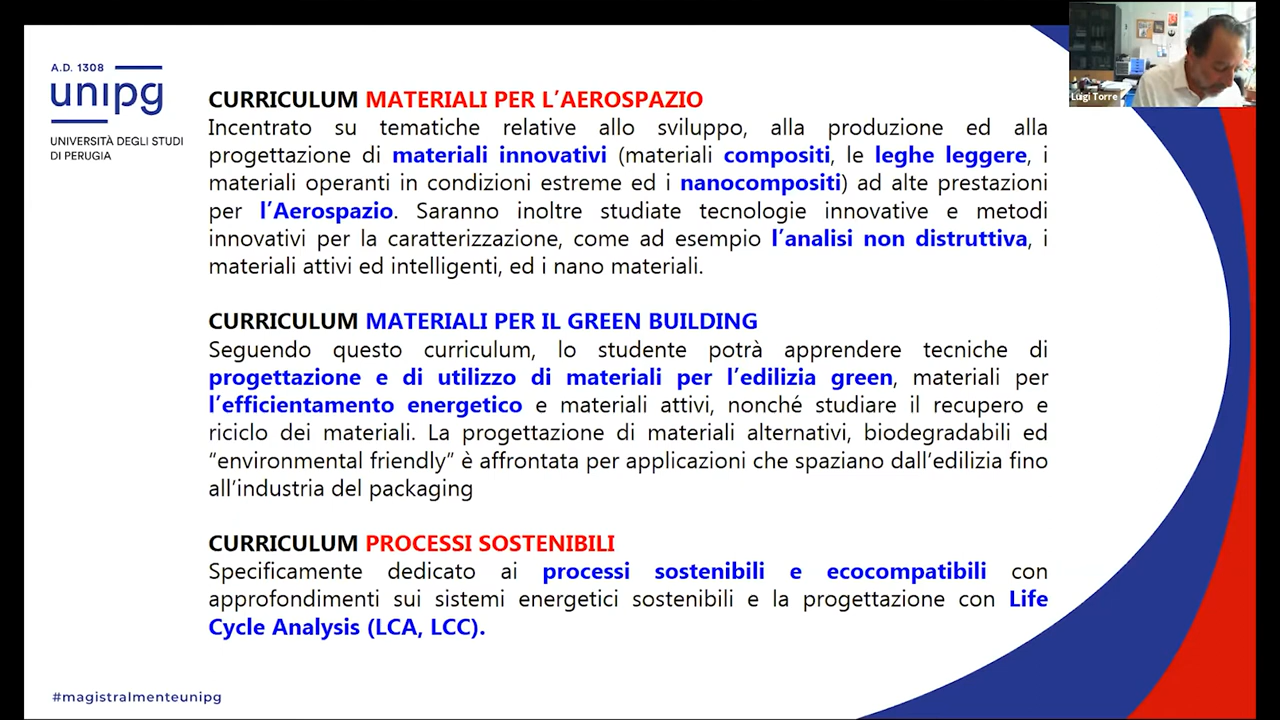 A.D. 1308
unipg
UNIVERSITÀ DEGLI STUDI
DI PERUGIA
Luigi Torre
CURRICULUM MATERIALI PER L'AEROSPAZIO
Incentrato su tematiche relative allo sviluppo, alla produzione ed alla
progettazione di materiali innovativi (materiali compositi, le leghe leggere, i
materiali operanti in condizioni estreme ed i nanocompositi) ad alte prestazioni
per l'Aerospazio. Saranno inoltre studiate tecnologie innovative e metodi
innovativi per la caratterizzazione, come ad esempio l'analisi non distruttiva, i
materiali attivi ed intelligenti, ed i nano materiali.
CURRICULUM MATERIALI PER IL GREEN BUILDING
Seguendo questo curriculum, lo studente potrà apprendere tecniche di
progettazione e di utilizzo di materiali per l'edilizia green, materiali per
l'efficientamento energetico e materiali attivi, nonché studiare il recupero e
riciclo dei materiali. La progettazione di materiali alternativi, biodegradabili ed
“environmental friendly” è affrontata per applicazioni che spaziano dall'edilizia fino
all'industria del packaging
CURRICULUM PROCESSI SOSTENIBILI
Specificamente dedicato ai processi sostenibili e ecocompatibili con
approfondimenti sui sistemi energetici sostenibili e la progettazione con Life
Cycle Analysis (LCA, LCC).
#magistralmenteunipg